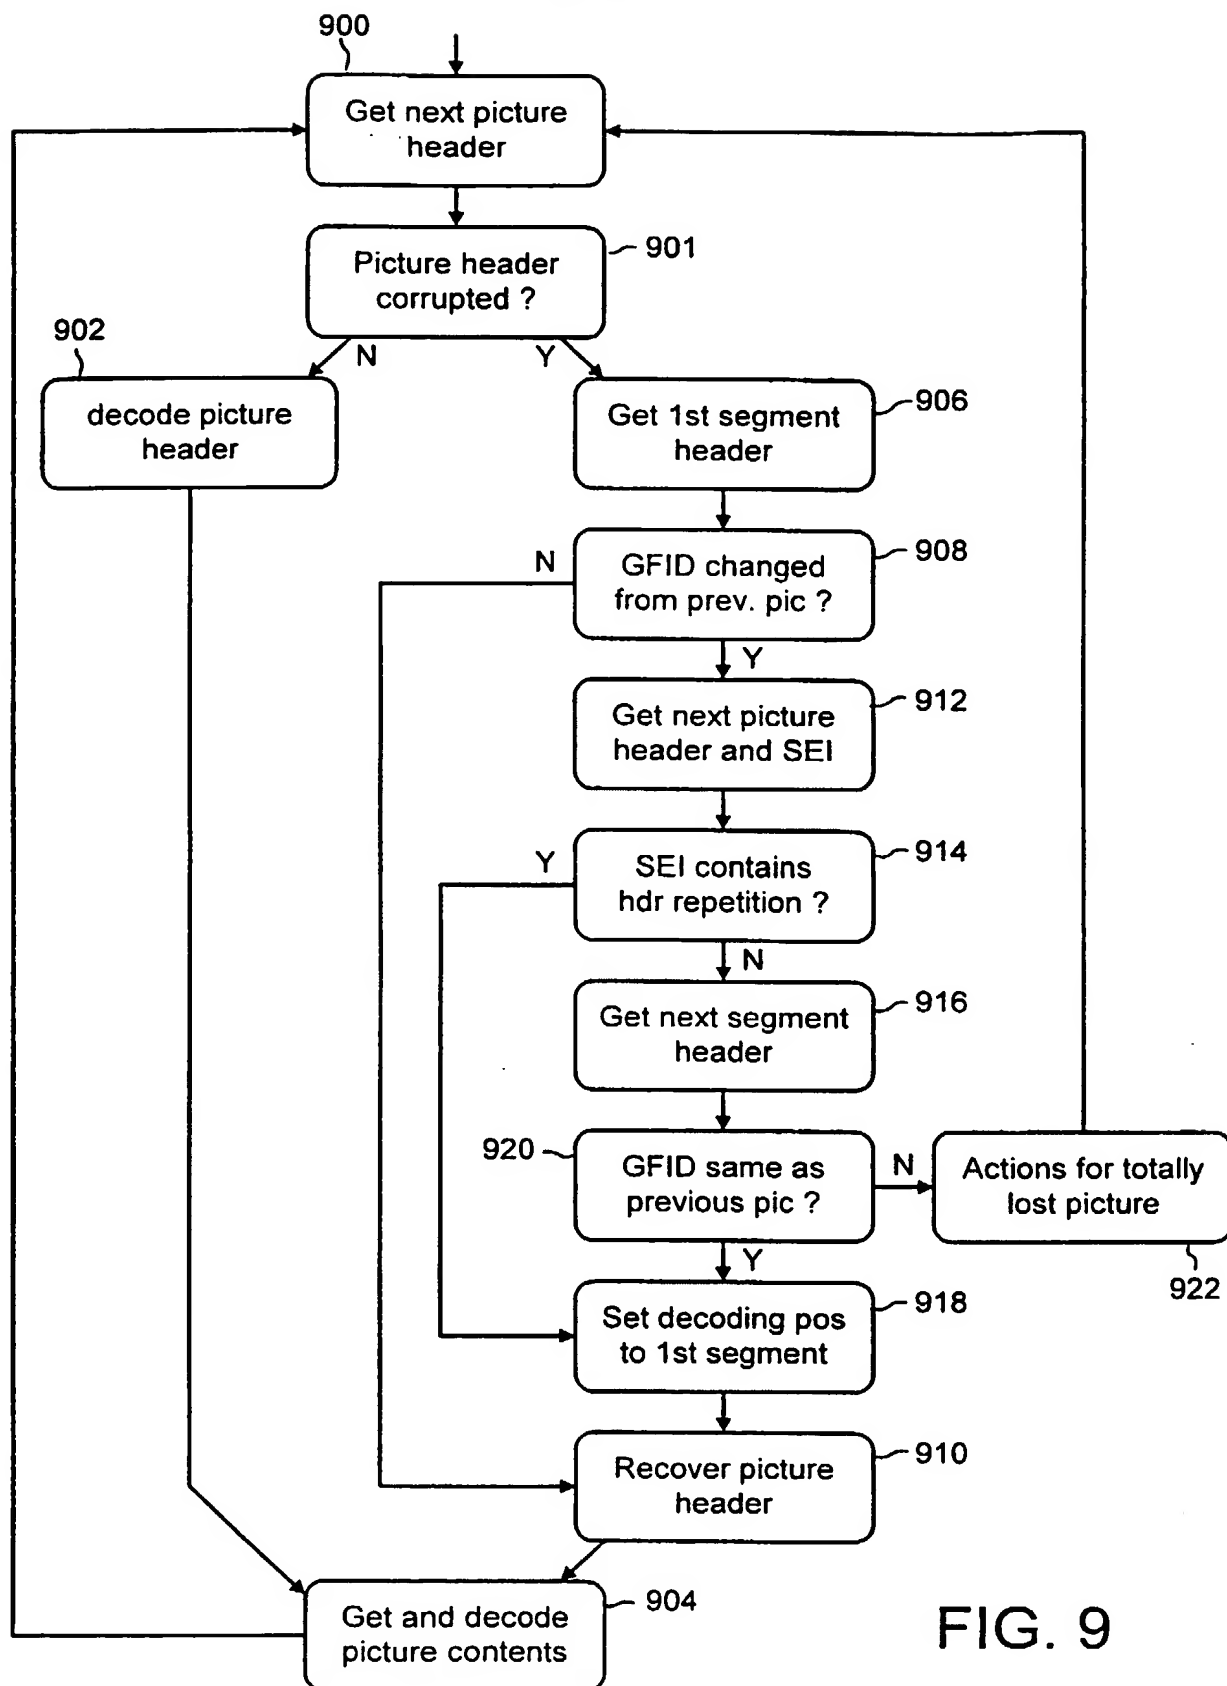 900
Get next picture
header
901
Picture header
corrupted ?
902
N
Y
decode picture
header
906
Get 1st segment
header
908
N
GFID changed
from prev. pic ?
Y
912
Get next picture
header and SEI
914
Y
SEI contains
hdr repetition ?
N
916
Get next segment
header
920
GFID same as
previous pic ?
N
Actions for totally
lost picture
922
Y
918
Set decoding pos
to 1st segment
910
Recover picture
header
904
Get and decode
picture contents
FIG. 9